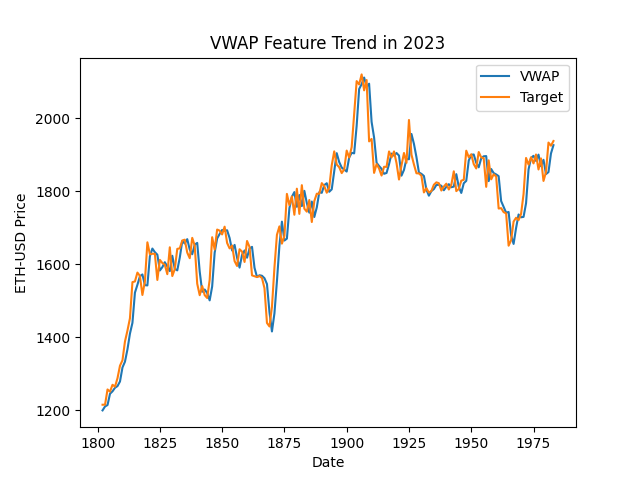 VWAP Feature Trend in 2023
VWAP
Target
ETH-USD Price
2000
1800
1600
1400
1200
1800 1825 1850 1875 1900 1925 1950 1975
Date